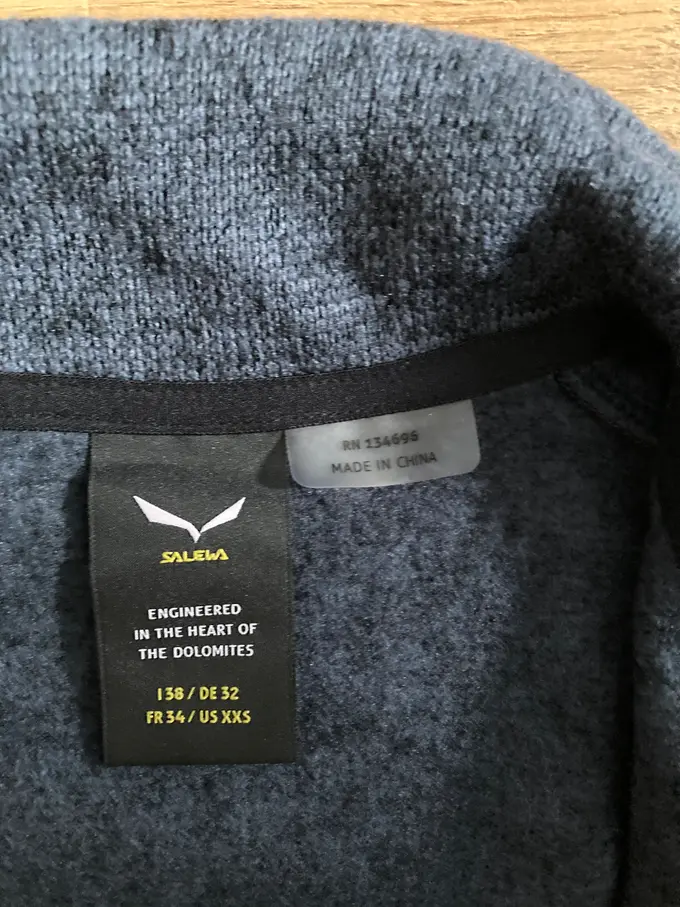 RN 134696
MADE IN CHINA
SALEWA
ENGINEERED
IN THE HEART OF
THE DOLOMITES
I 38 / DE 32
FR 34 / US XXS